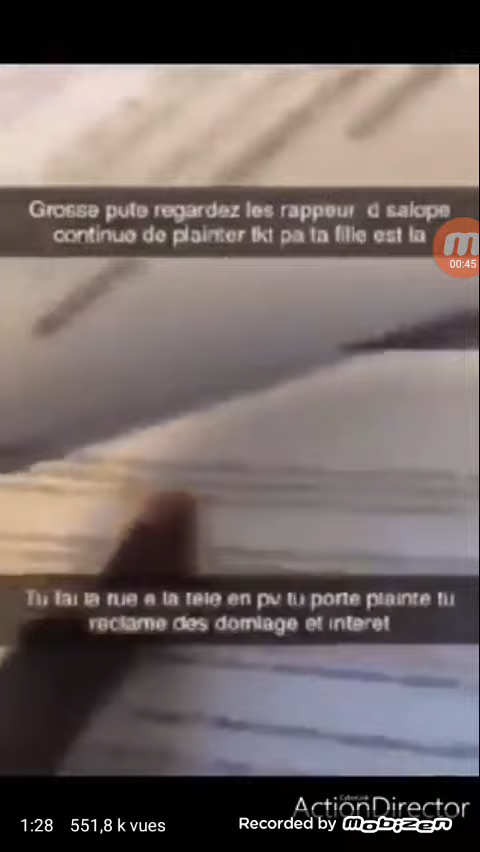 Grosse pute regardez les rappeur d salope
continue de plainter tkt pa ta fille est la
00:45
Tu fai la rue a la tele en pv tu porte plainte tu
reclame des domlage et interet
CyberLink
ActionDirector
1:28 551,8 k vues Recorded by mobizen